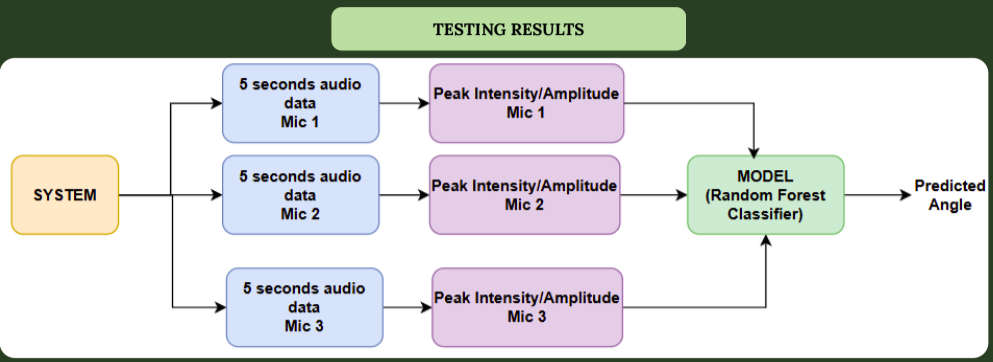 TESTING RESULTS
5 seconds audio
data
Mic 1
Peak Intensity/Amplitude
Mic 1
SYSTEM
5 seconds audio
data
Mic 2
Peak Intensity/Amplitude
Mic 2
MODEL
(Random Forest
Classifier)
Predicted
Angle
5 seconds audio
data
Mic 3
Peak Intensity/Amplitude
Mic 3